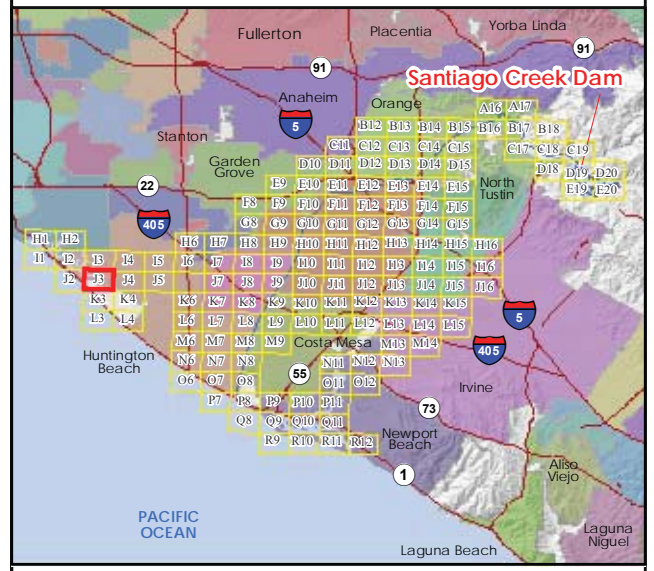 Yorba Linda
Fullerton
Placentia
91
91
Santiago Creek Dam
Anaheim
Orange
A16 A17
5
B12 B13 B14 B15 B16 B17 B18
Stanton
C11 C12 C13 C14 C15 C17 C18 C19
Garden
Grove
D10 D11 D12 D13 D14 D15 D18 D19 D20
22
E9 E10 E11 E12 E13 E14 E15 E19 E20
North
Tustin
F8 F9 F10 F11 F12 F13 F14 F15
405
G8 G9 G10 G11 G12 G13 G14 G15
H1 H2 H6 H7 H8 H9 H10 H11 H12 H13 H14 H15 H16
I1 I2 I3 I4 I5 I6 I7 I8 I9 I10 I11 I12 I13 I14 I15 I16
J2 J3 J4 J5 J7 J8 J9 J10 J11 J12 J13 J14 J15 J16
K3 K4 K6 K7 K8 K9 K10 K11 K12 K13 K14 K15
5
L3 L4 L6 L7 L8 L9 L10 L11 L12 L13 L14 L15
M6 M7 M8 M9 Costa Mesa M13 M14
405
Huntington
Beach
N6 N7 N8 N11 N12 N13
55
O6 O7 O8 O11 O12
Irvine
P7 P8 P9 P10 P11
73
Q8 Q9 Q10 Q11
Newport
Beach
R9 R10 R11 R12
1
Aliso
Viejo
PACIFIC
OCEAN
Laguna
Niguel
Laguna Beach